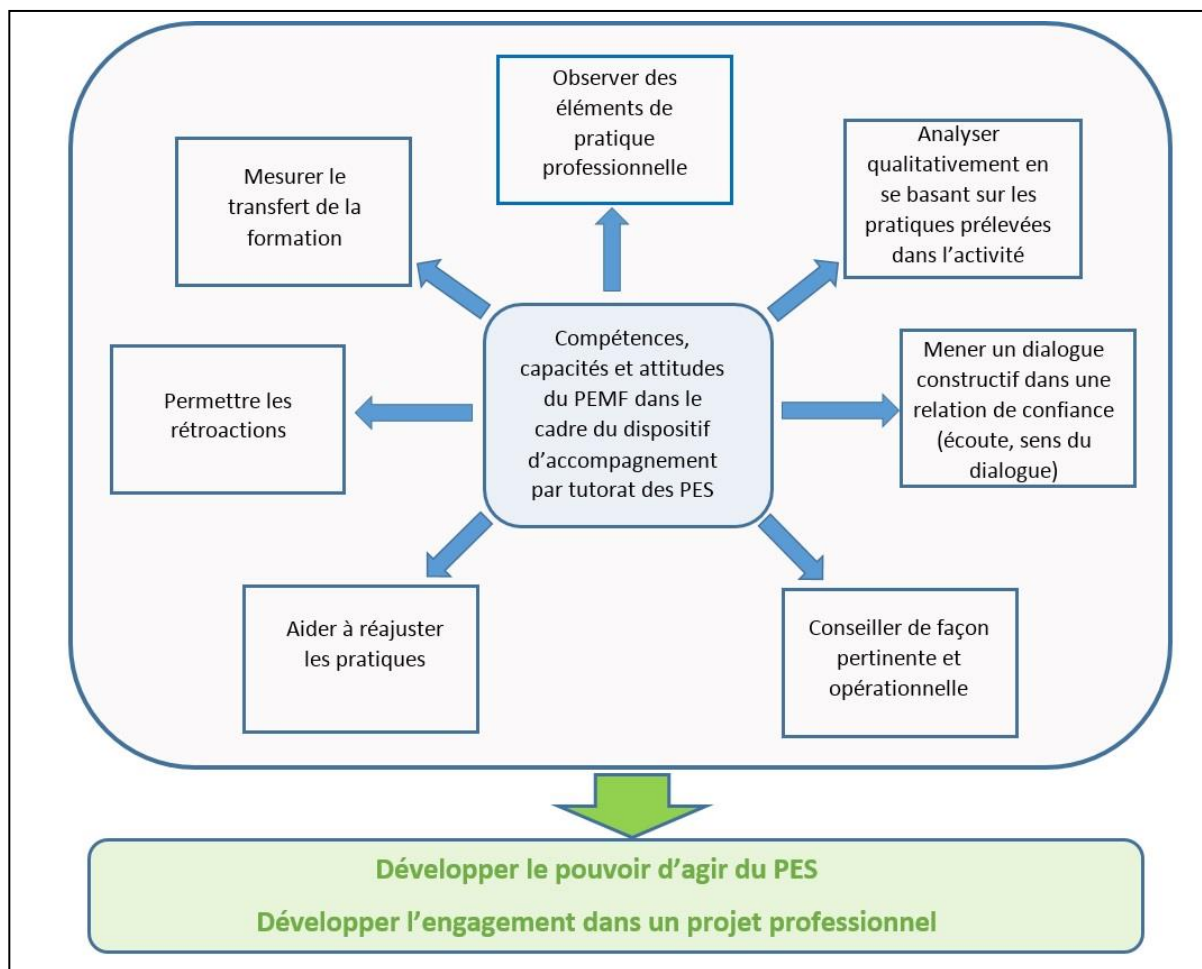 Observer des
éléments de
pratique
professionnelle
Analyser
qualitativement en
se basant sur les
pratiques prélevées
dans l’activité
Mesurer le
transfert de la
formation
Compétences,
capacités et attitudes
du PEMF dans le
cadre du dispositif
d’accompagnement
par tutorat des PES
Mener un dialogue
constructif dans une
relation de confiance
(écoute, sens du
dialogue)
Permettre les
rétroactions
Aider à réajuster
les pratiques
Conseiller de façon
pertinente et
opérationnelle
Développer le pouvoir d’agir du PES
Développer l’engagement dans un projet professionnel